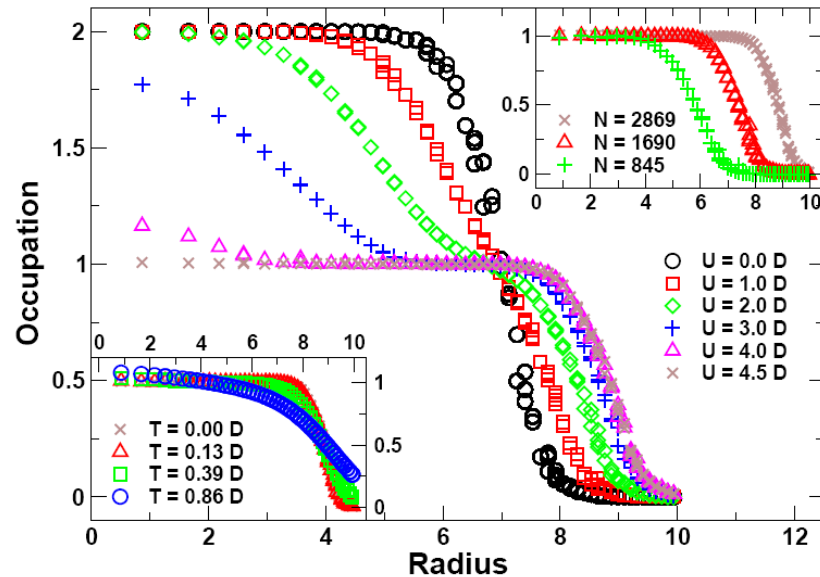 2
1.5
1
0.5
0
Occupation
0 2 4 6 8 10 12
Radius
1
0.5
0
0 2 4 6 8 10
N = 2869
N = 1690
N = 845
U = 0.0 D
U = 1.0 D
U = 2.0 D
U = 3.0 D
U = 4.0 D
U = 4.5 D
0 2 4 6 8 10
1
0.5
0
T = 0.00 D
T = 0.13 D
T = 0.39 D
T = 0.86 D